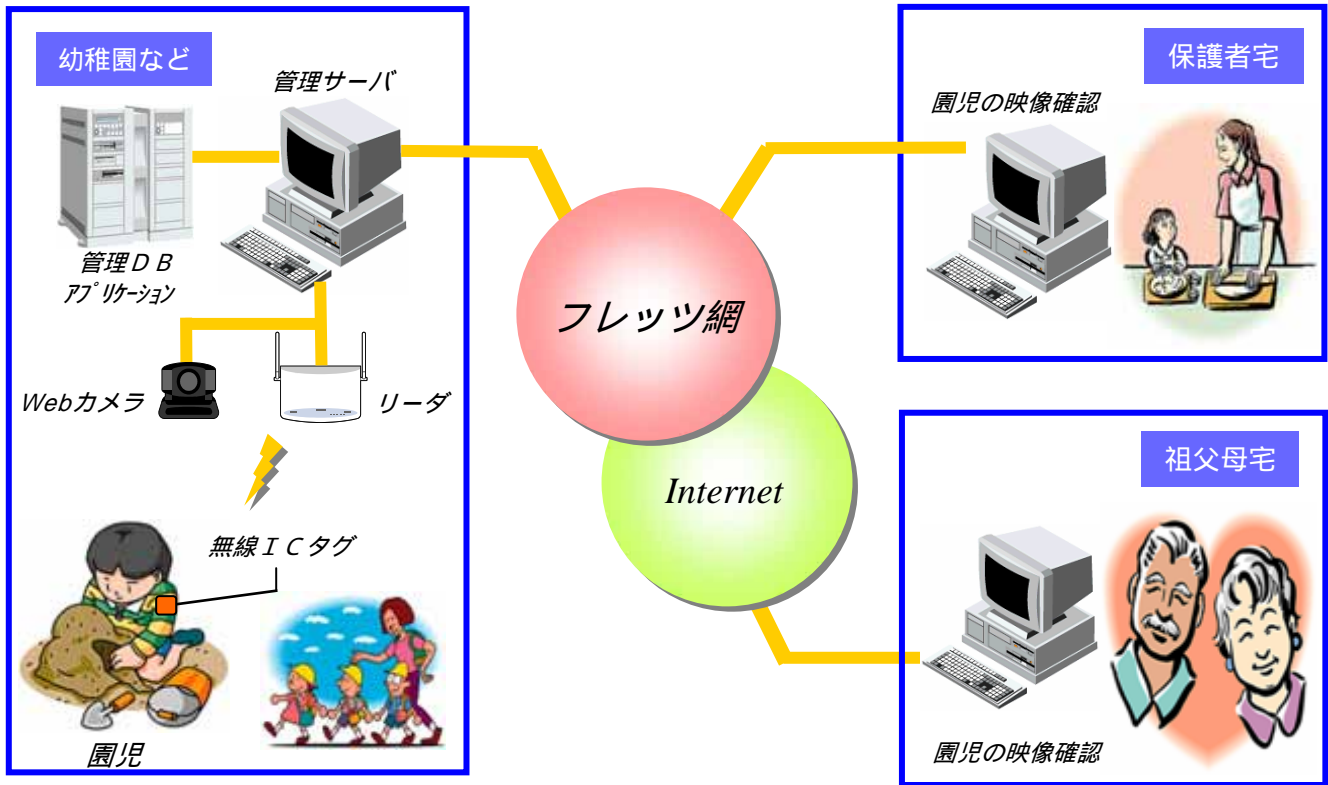 幼稚園など
管理サーバ
管理ＤＢ
ｱﾌﾟﾘｹｰｼｮﾝ
Webカメラ
リーダ
無線ＩＣタグ
園児
フレッツ網
Internet
保護者宅
園児の映像確認
祖父母宅
園児の映像確認